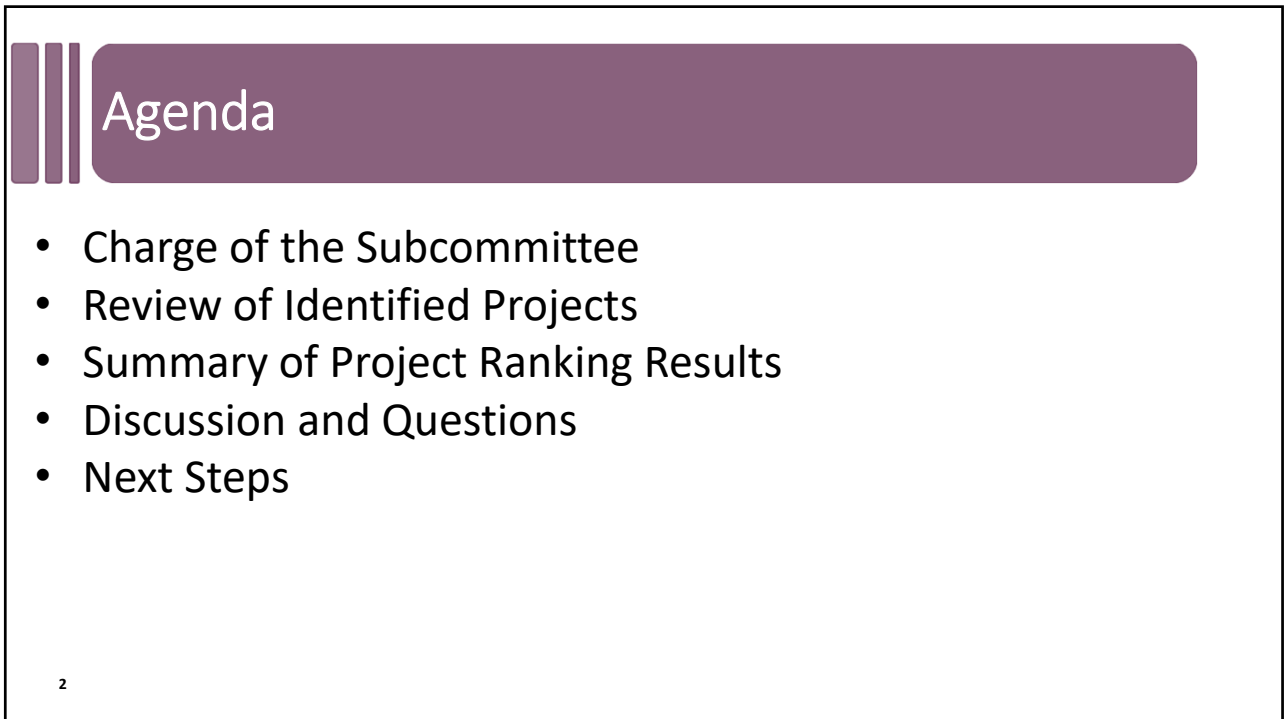 Agenda
• Charge of the Subcommittee
• Review of Identified Projects
• Summary of Project Ranking Results
• Discussion and Questions
• Next Steps
2